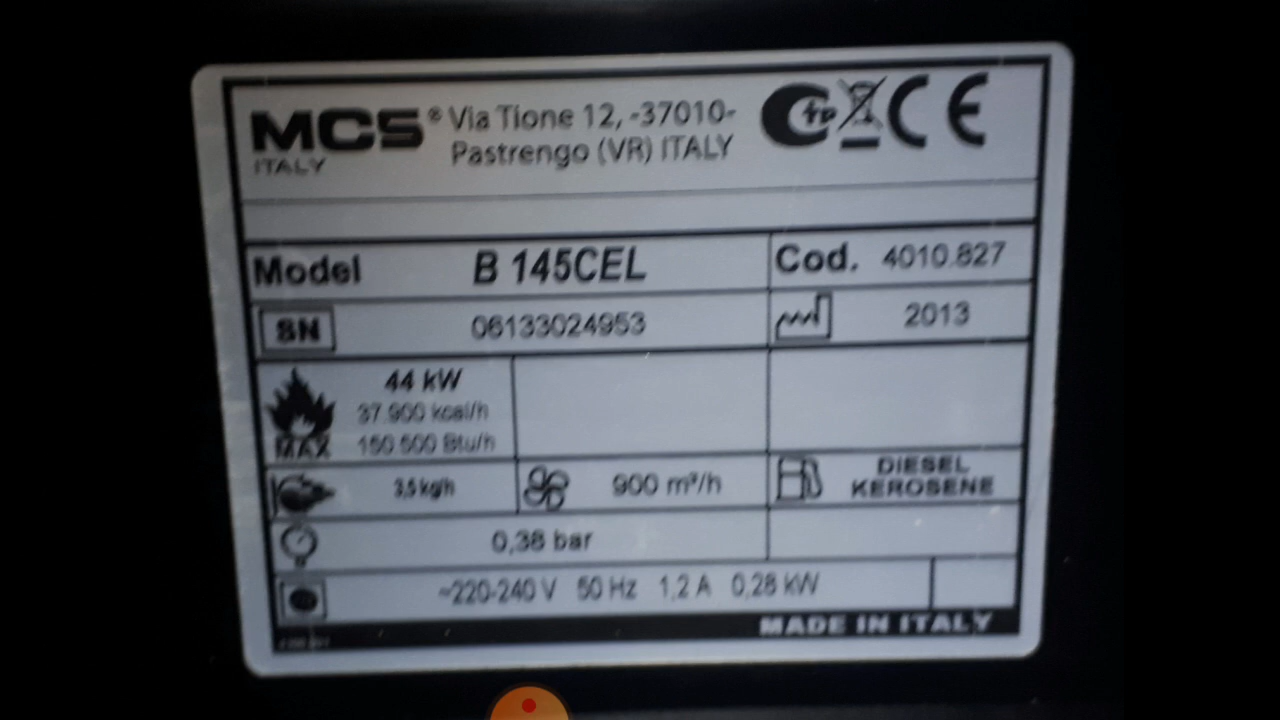 MCS® Via Tione 12, -37010-
ITALY Pastrengo (VR) ITALY
CE
Model B 145CEL Cod. 4010.827
SN 06133024953 2013
44 kW
37.900 kcal/h
MAX 150.500 Btu/h
3,5 kg/h 900 m³/h DIESEL
KEROSENE
0,38 bar
~220-240 V 50 Hz 1,2 A 0,28 kW
MADE IN ITALY